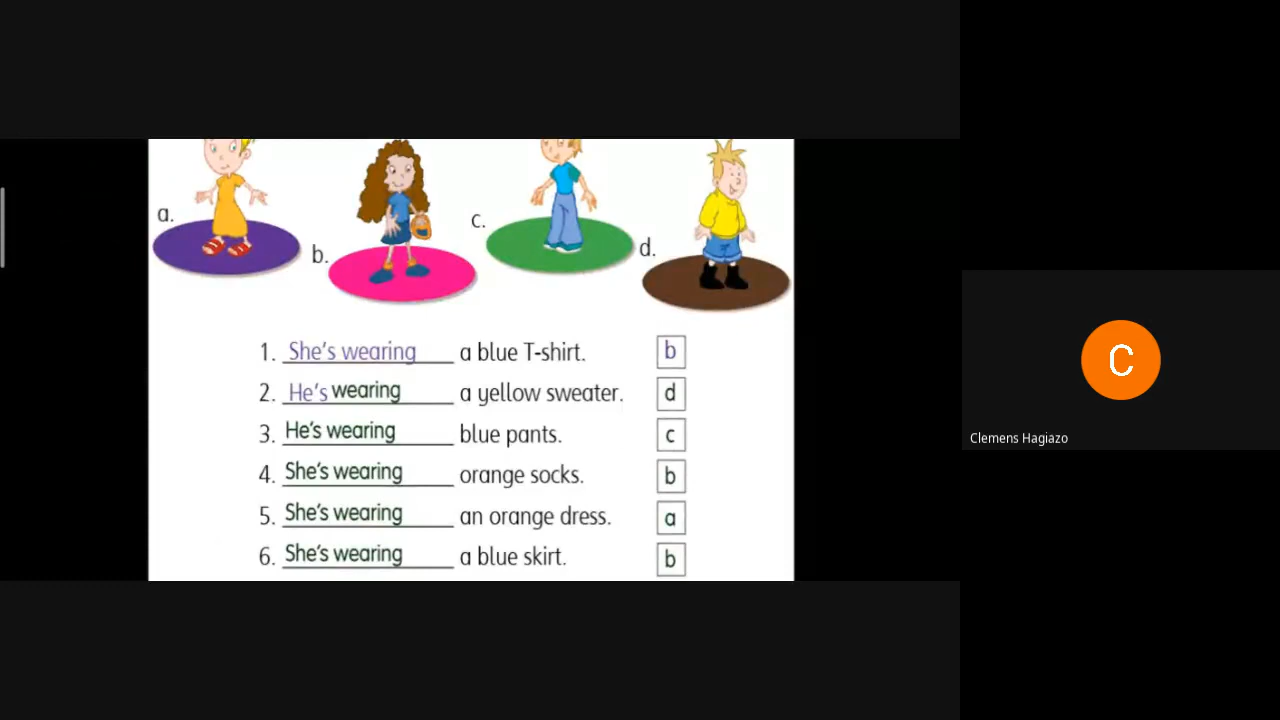 a.
b.
c.
d.
1. She's wearing a blue T-shirt. b
2. He's wearing a yellow sweater. d
3. He's wearing blue pants. c
4. She's wearing orange socks. b
5. She's wearing an orange dress. a
6. She's wearing a blue skirt. b
C
Clemens Hagiazo